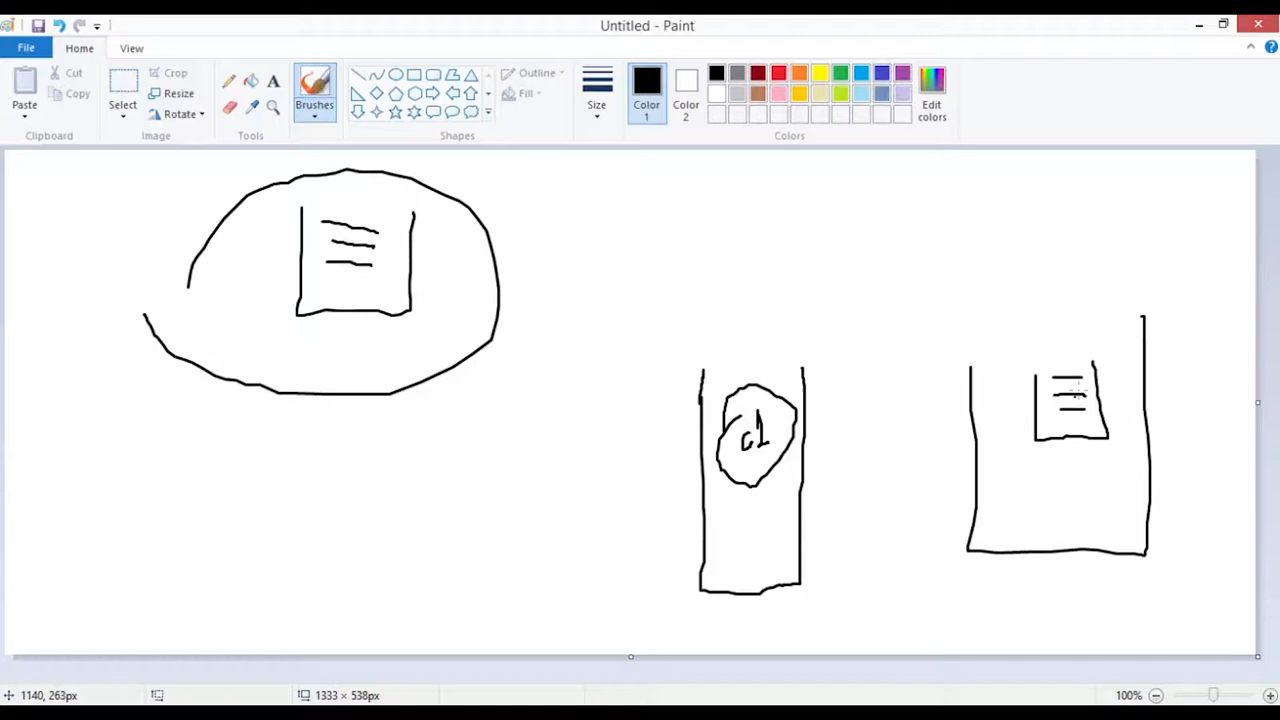 Untitled - Paint
File
Home
View
Paste
Cut
Copy
Clipboard
Select
Crop
Resize
Rotate
Image
A
Tools
Brushes
Outline
Fill
Shapes
Size
Color 1
Color 2
Edit colors
Colors
c1
1140, 263px
1333 × 538px
100%